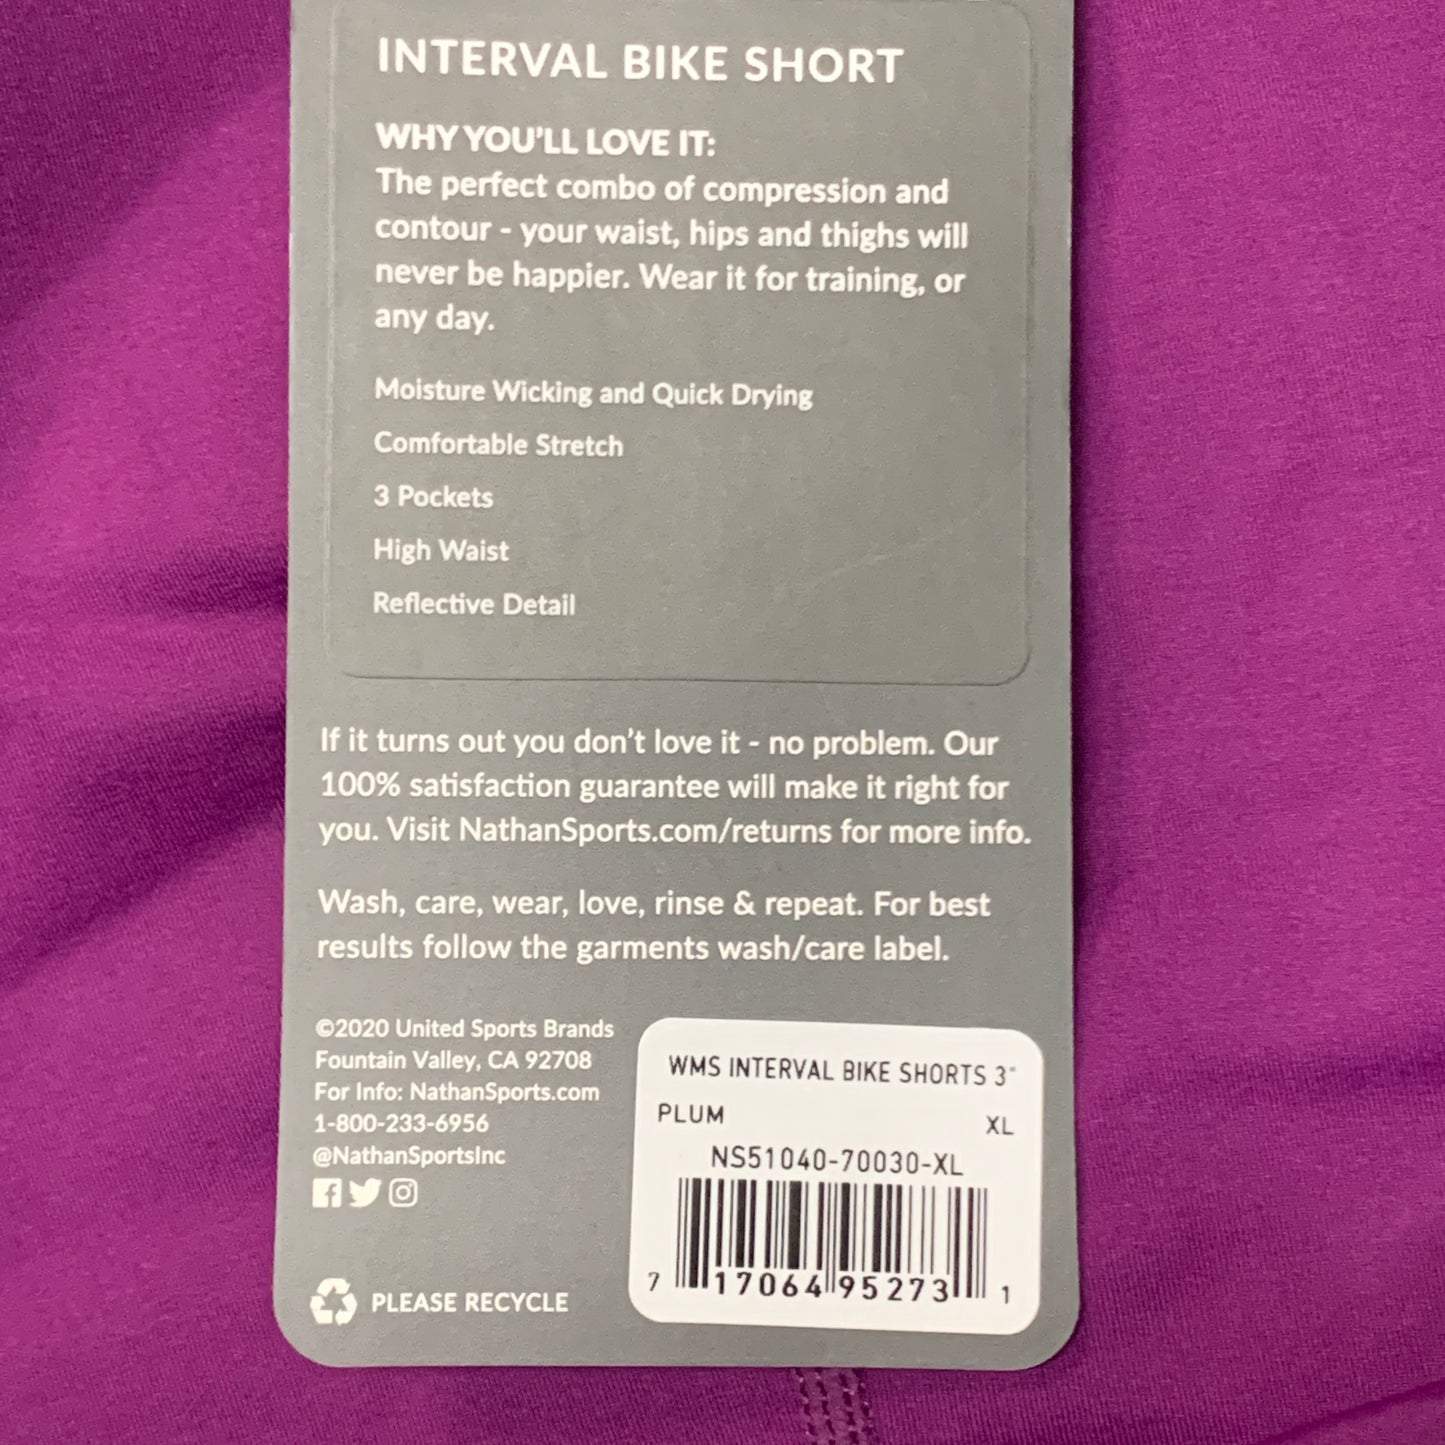 INTERVAL BIKE SHORT
WHY YOU'LL LOVE IT:
The perfect combo of compression and
contour - your waist, hips and thighs will
never be happier. Wear it for training, or
any day.
Moisture Wicking and Quick Drying
Comfortable Stretch
3 Pockets
High Waist
Reflective Detail
If it turns out you don't love it - no problem. Our
100% satisfaction guarantee will make it right for
you. Visit NathanSports.com/returns for more info.
Wash, care, wear, love, rinse & repeat. For best
results follow the garments wash/care label.
©2020 United Sports Brands
Fountain Valley, CA 92708
For Info: NathanSports.com
1-800-233-6956
@NathanSportsInc
PLEASE RECYCLE
WMS INTERVAL BIKE SHORTS 3"
PLUM XL
NS51040-70030-XL
7 17064 95273 1